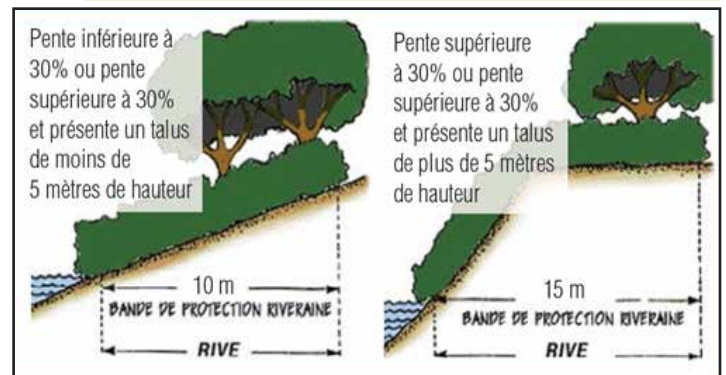 Pente inférieure à
30% ou pente
supérieure à 30%
et présente un talus
de moins de
5 mètres de hauteur
10 m
BANDE DE PROTECTION RIVERAINE
RIVE
Pente supérieure
à 30% ou pente
supérieure à 30%
et présente un talus
de plus de 5 mètres
de hauteur
15 m
BANDE DE PROTECTION RIVERAINE
RIVE